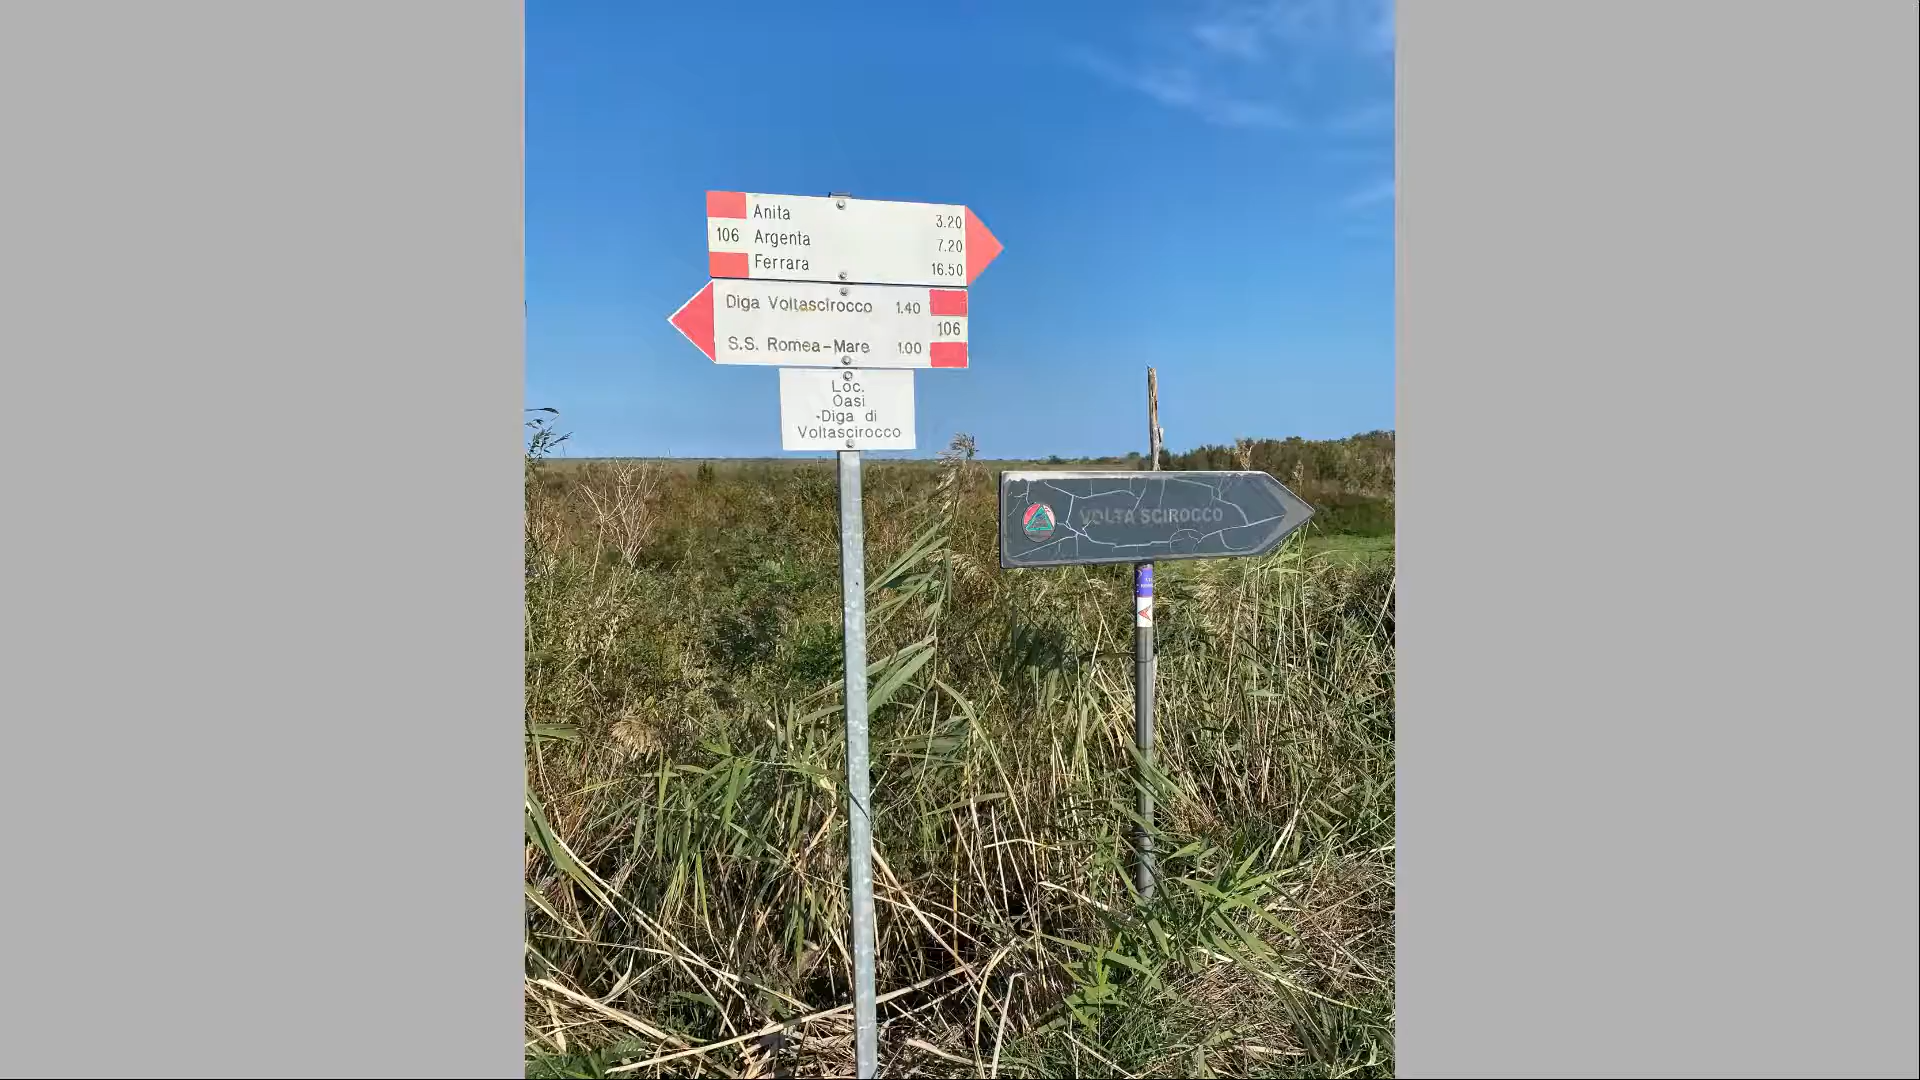 Anita 3.20
106 Argenta 7.20
Ferrara 16.50
Diga Voltascirocco 1.40
106
S.S. Romea-Mare 1.00
Loc.
Oasi
-Diga di
Voltascirocco
VOLTA SCIROCCO